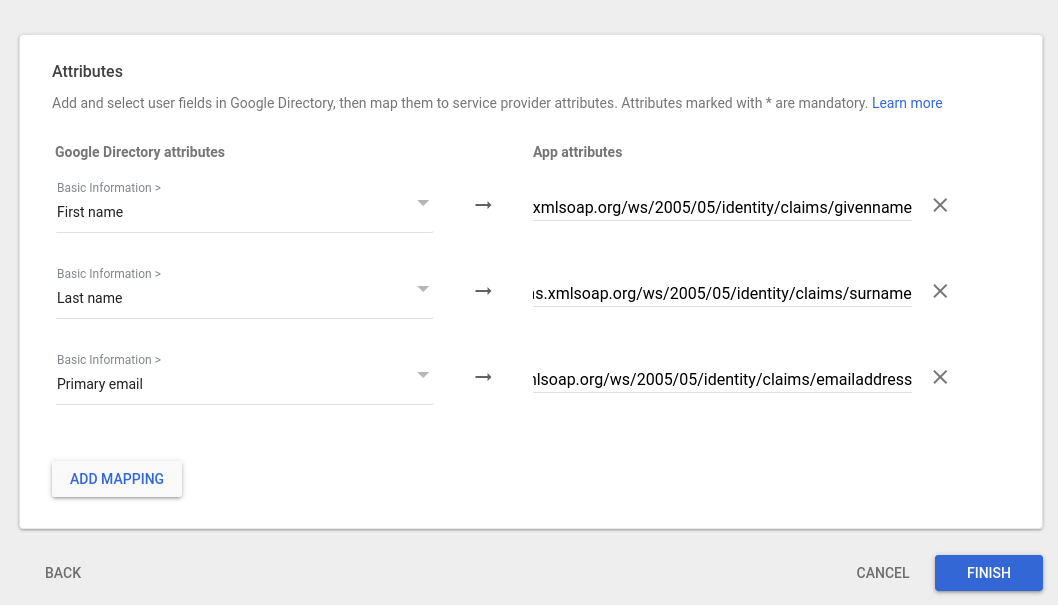 Attributes
Add and select user fields in Google Directory, then map them to service provider attributes. Attributes marked with * are mandatory. Learn more
Google Directory attributes App attributes
Basic Information >
First name → xmlsoap.org/ws/2005/05/identity/claims/givenname
Basic Information >
Last name → s.xmlsoap.org/ws/2005/05/identity/claims/surname
Basic Information >
Primary email → lsoap.org/ws/2005/05/identity/claims/emailaddress
ADD MAPPING
BACK CANCEL FINISH